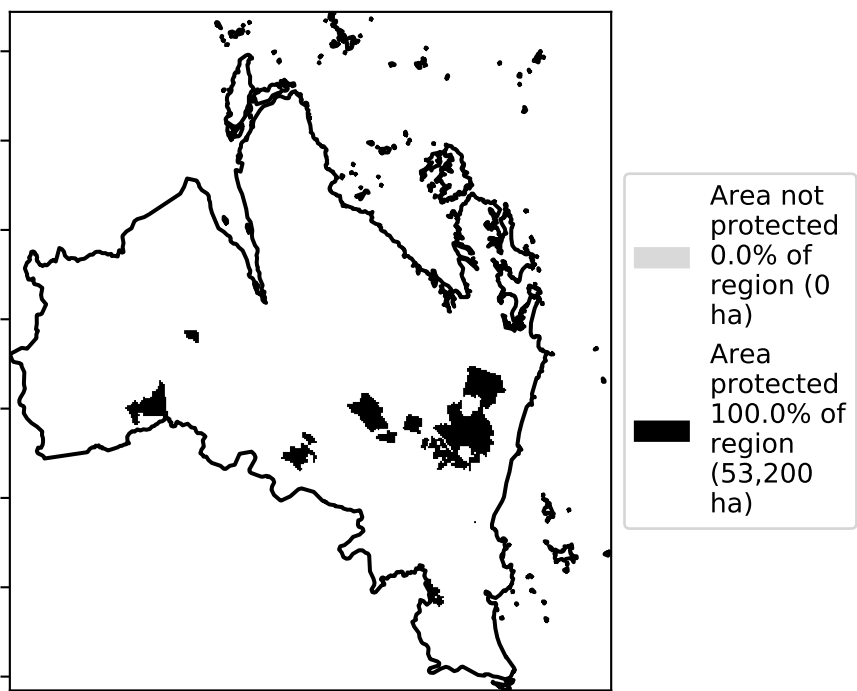 Area not
protected
0.0% of
region (0
ha)
Area
protected
100.0% of
region
(53,200
ha)